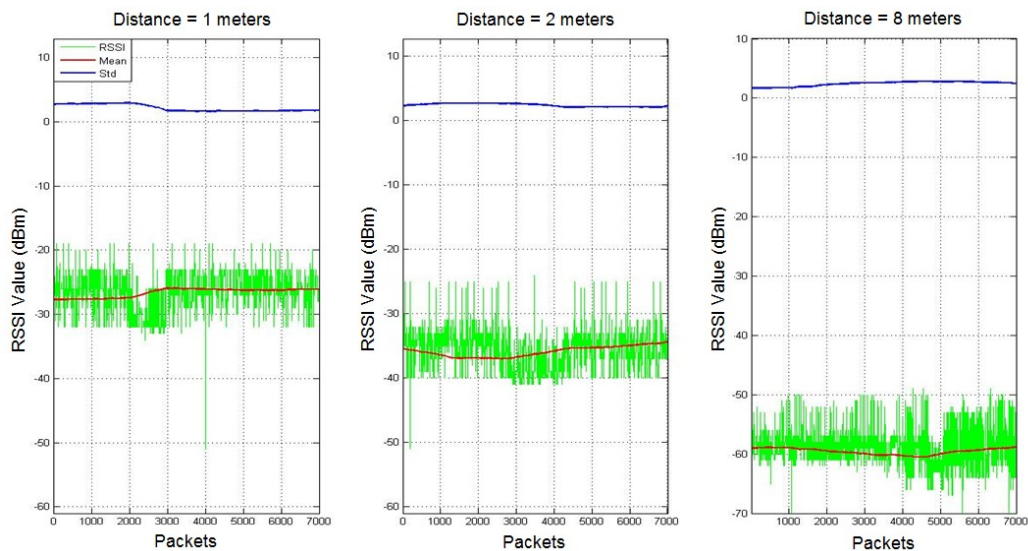 Distance = 1 meters
RSSI
Mean
Std
10
0
-10
-20
-30
-40
-50
-60
RSSI Value (dBm)
0 1000 2000 3000 4000 5000 6000 7000
Packets
Distance = 2 meters
10
0
-10
-20
-30
-40
-50
-60
RSSI Value (dBm)
0 1000 2000 3000 4000 5000 6000 7000
Packets
Distance = 8 meters
10
0
-10
-20
-30
-40
-50
-60
-70
RSSI Value (dBm)
1000 2000 3000 4000 5000 6000 7000
Packets